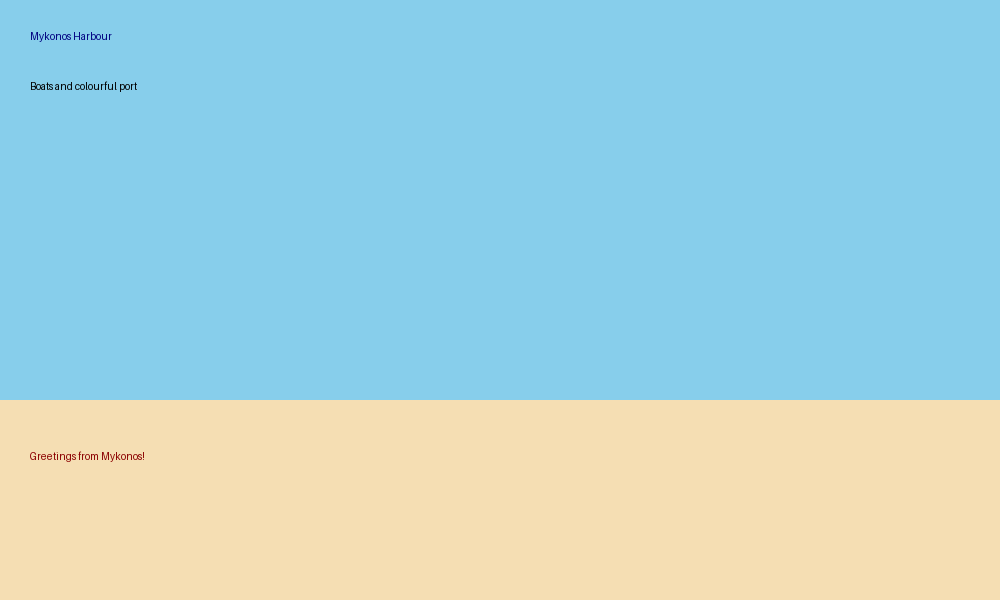 Mykonos Harbour
Boats and colourful port
Greetings from Mykonos!